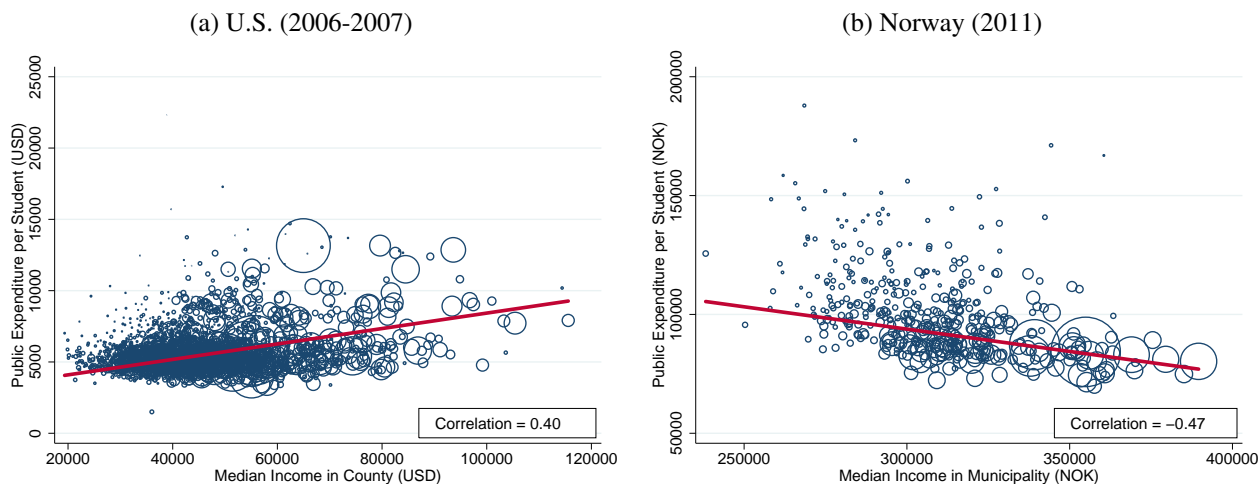 (a) U.S. (2006-2007)
Public Expenditure per Student (USD)
25000
20000
15000
10000
5000
0
20000 40000 60000 80000 100000 120000
Median Income in County (USD)
Correlation = 0.40
(b) Norway (2011)
Public Expenditure per Student (NOK)
200000
150000
100000
50000
250000 300000 350000 400000
Median Income in Municipality (NOK)
Correlation = −0.47